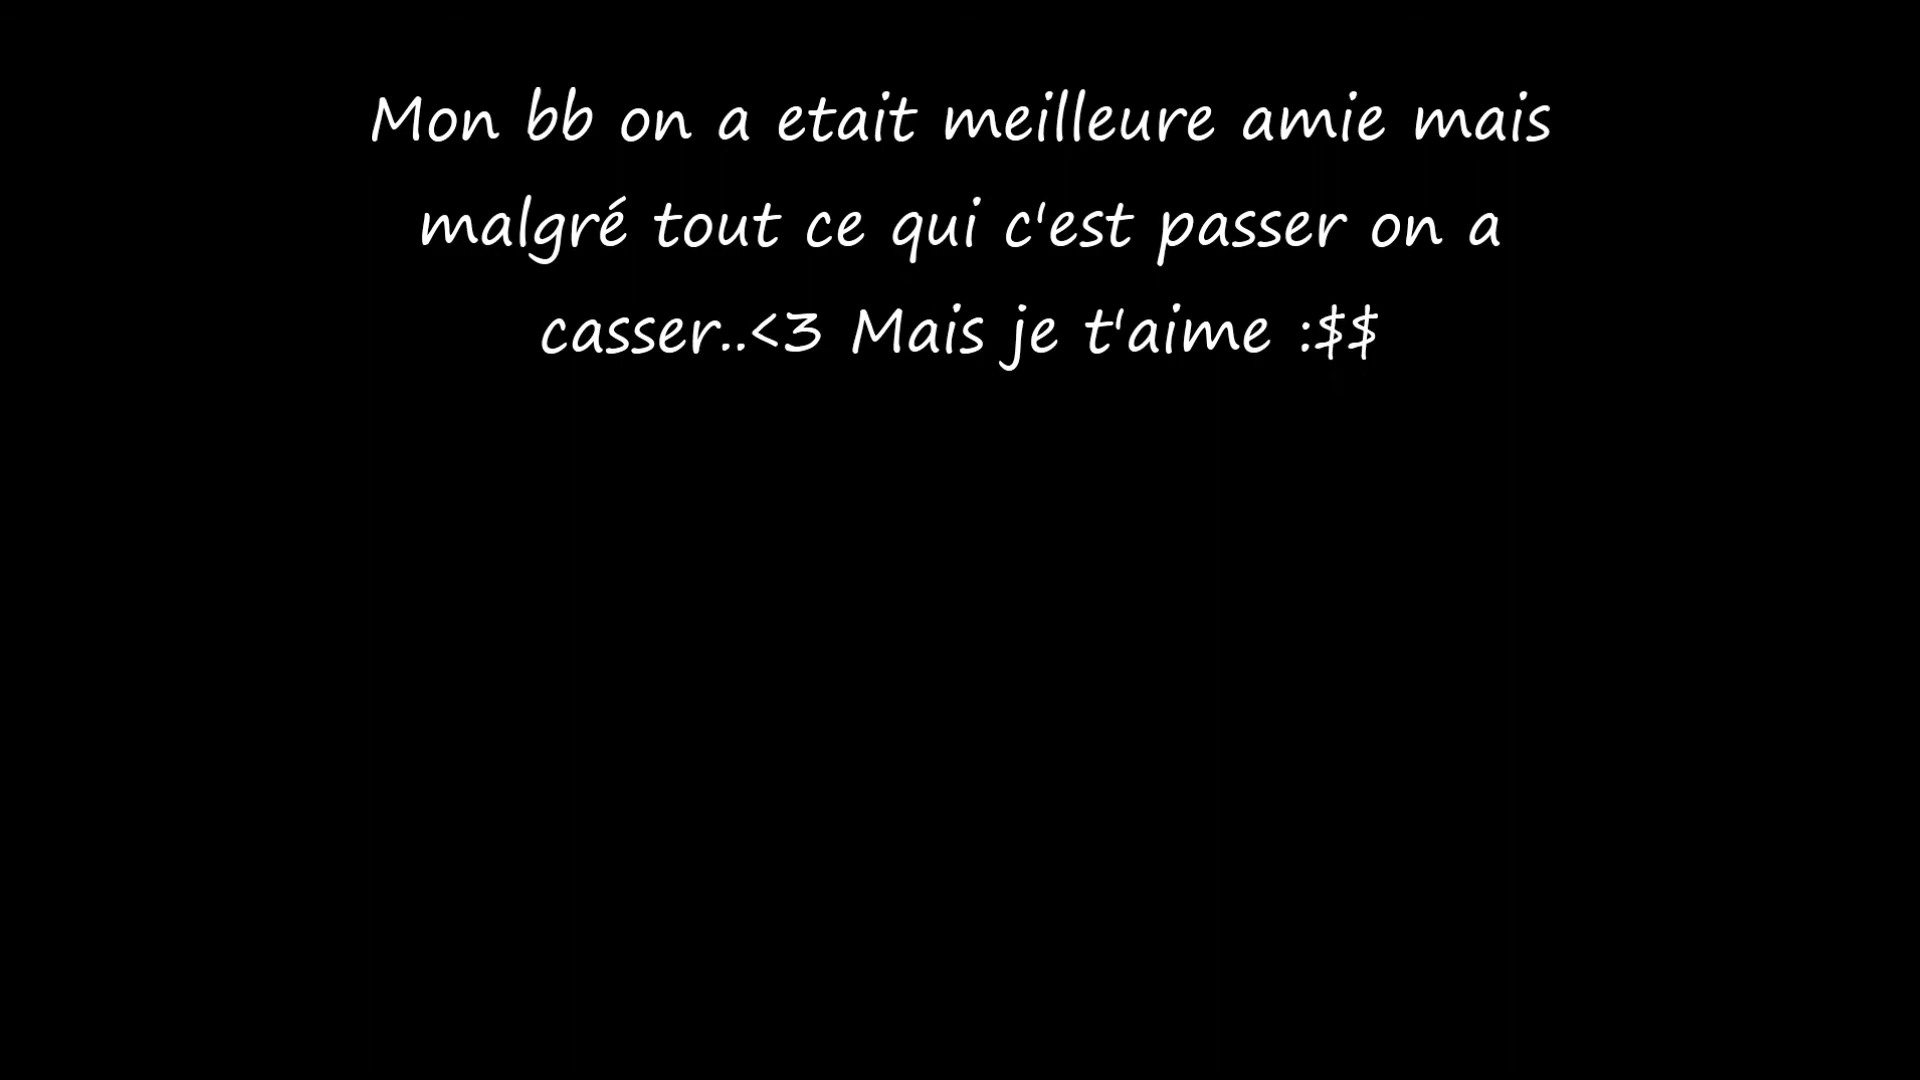 Mon bb on a etait meilleure amie mais
malgré tout ce qui c'est passer on a
casser..<3 Mais je t'aime :$$